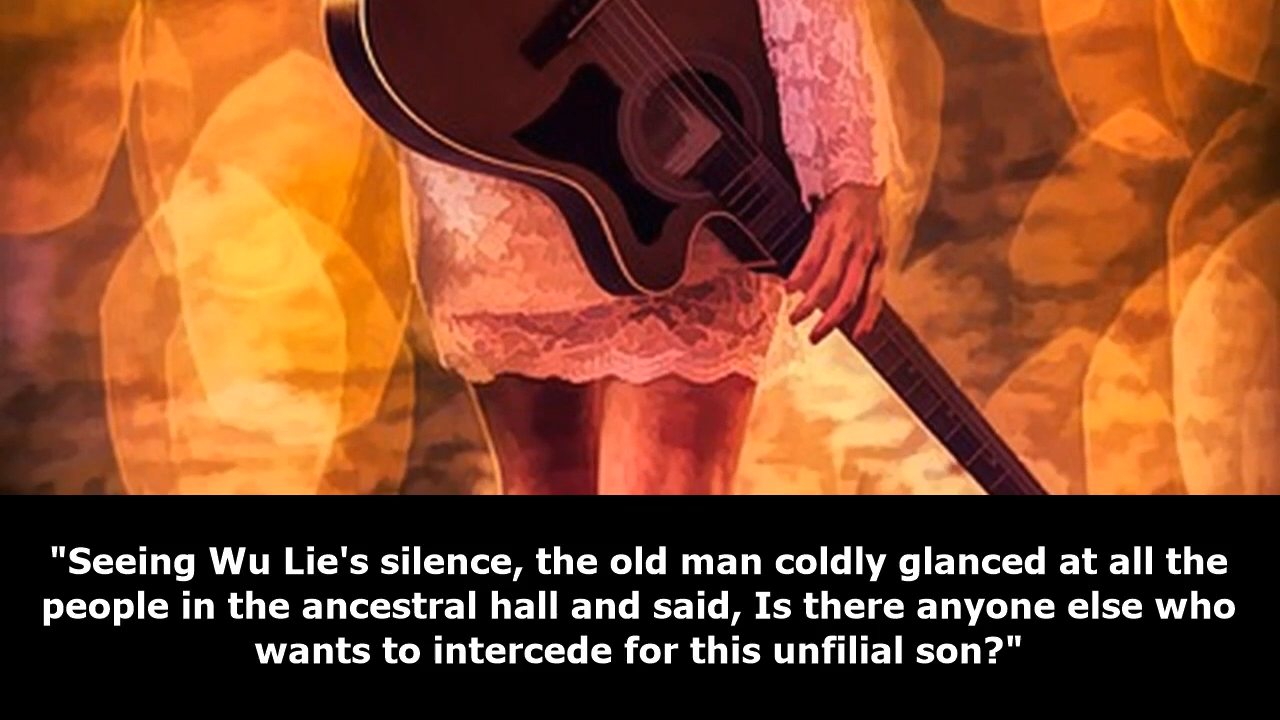 "Seeing Wu Lie's silence, the old man coldly glanced at all the
people in the ancestral hall and said, Is there anyone else who
wants to intercede for this unfilial son?"